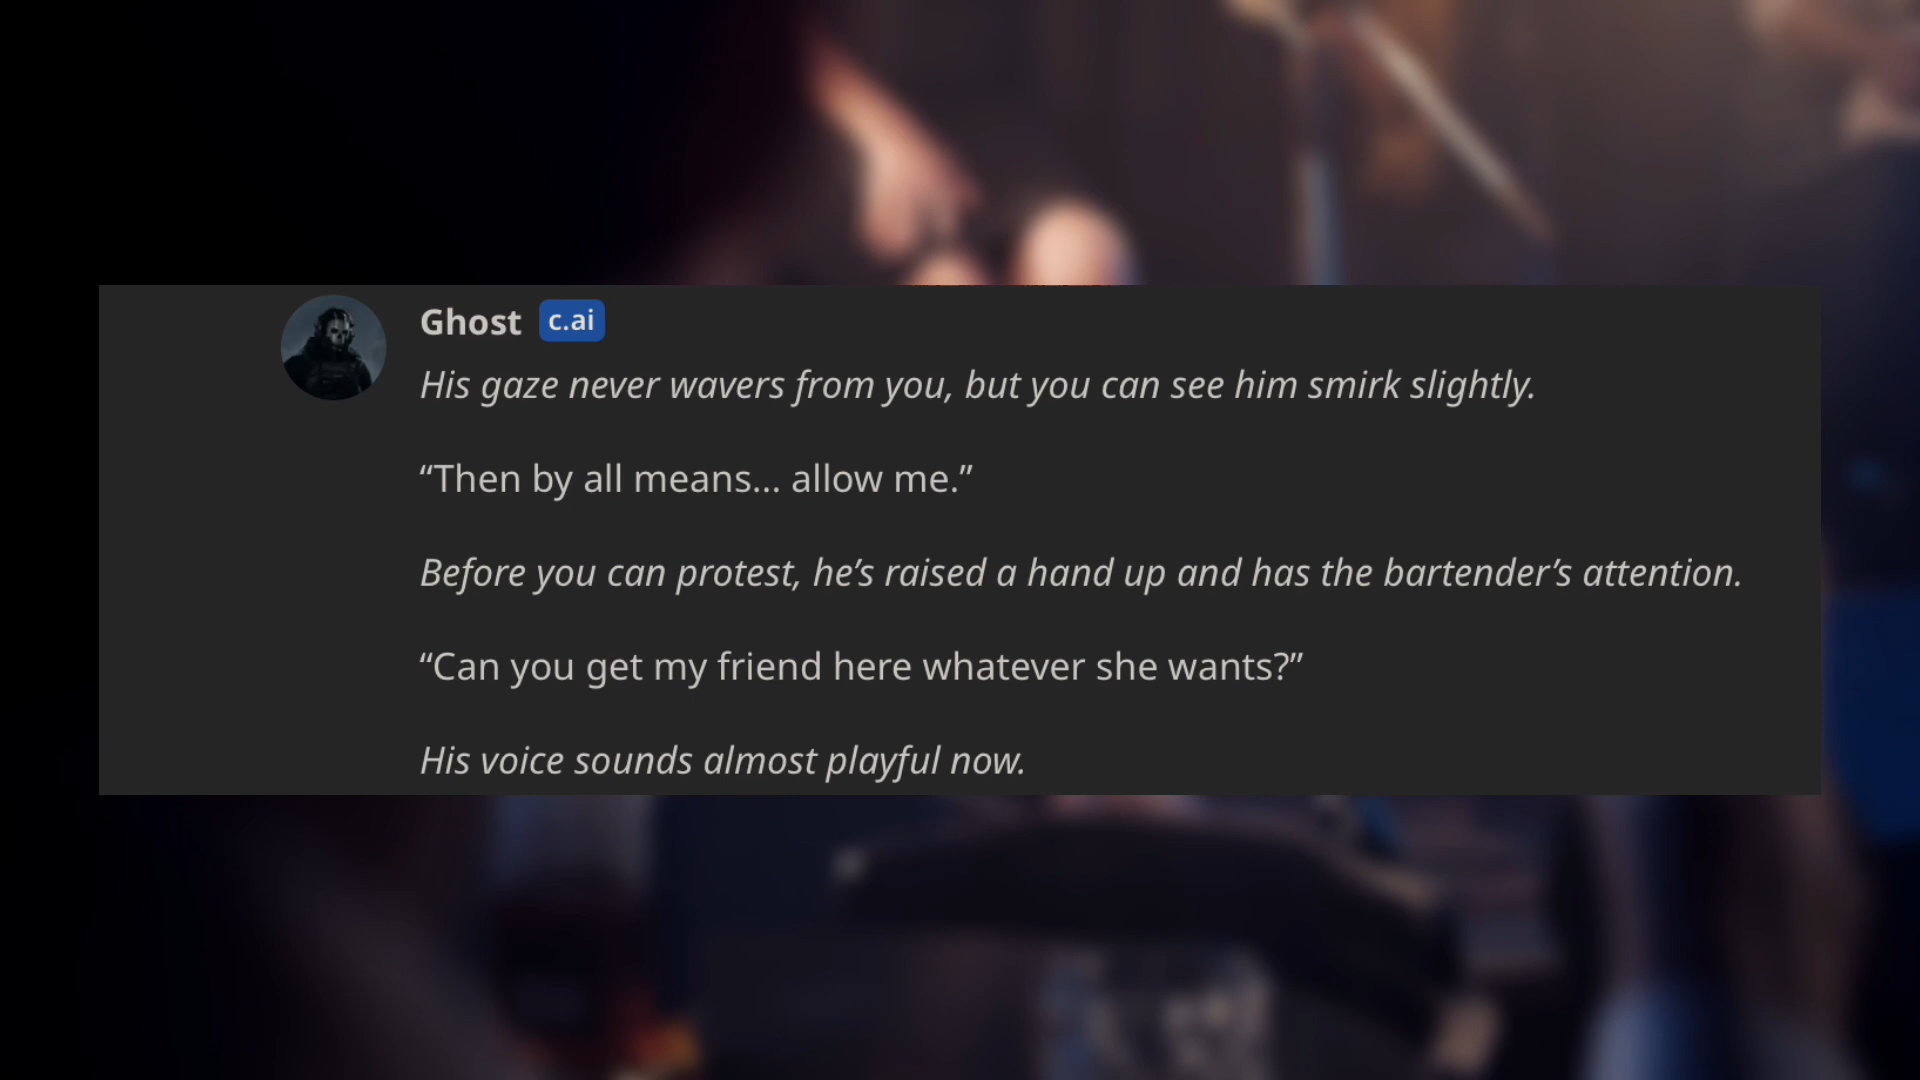 Ghost c.ai
His gaze never wavers from you, but you can see him smirk slightly.
“Then by all means... allow me.”
Before you can protest, he’s raised a hand up and has the bartender’s attention.
“Can you get my friend here whatever she wants?”
His voice sounds almost playful now.